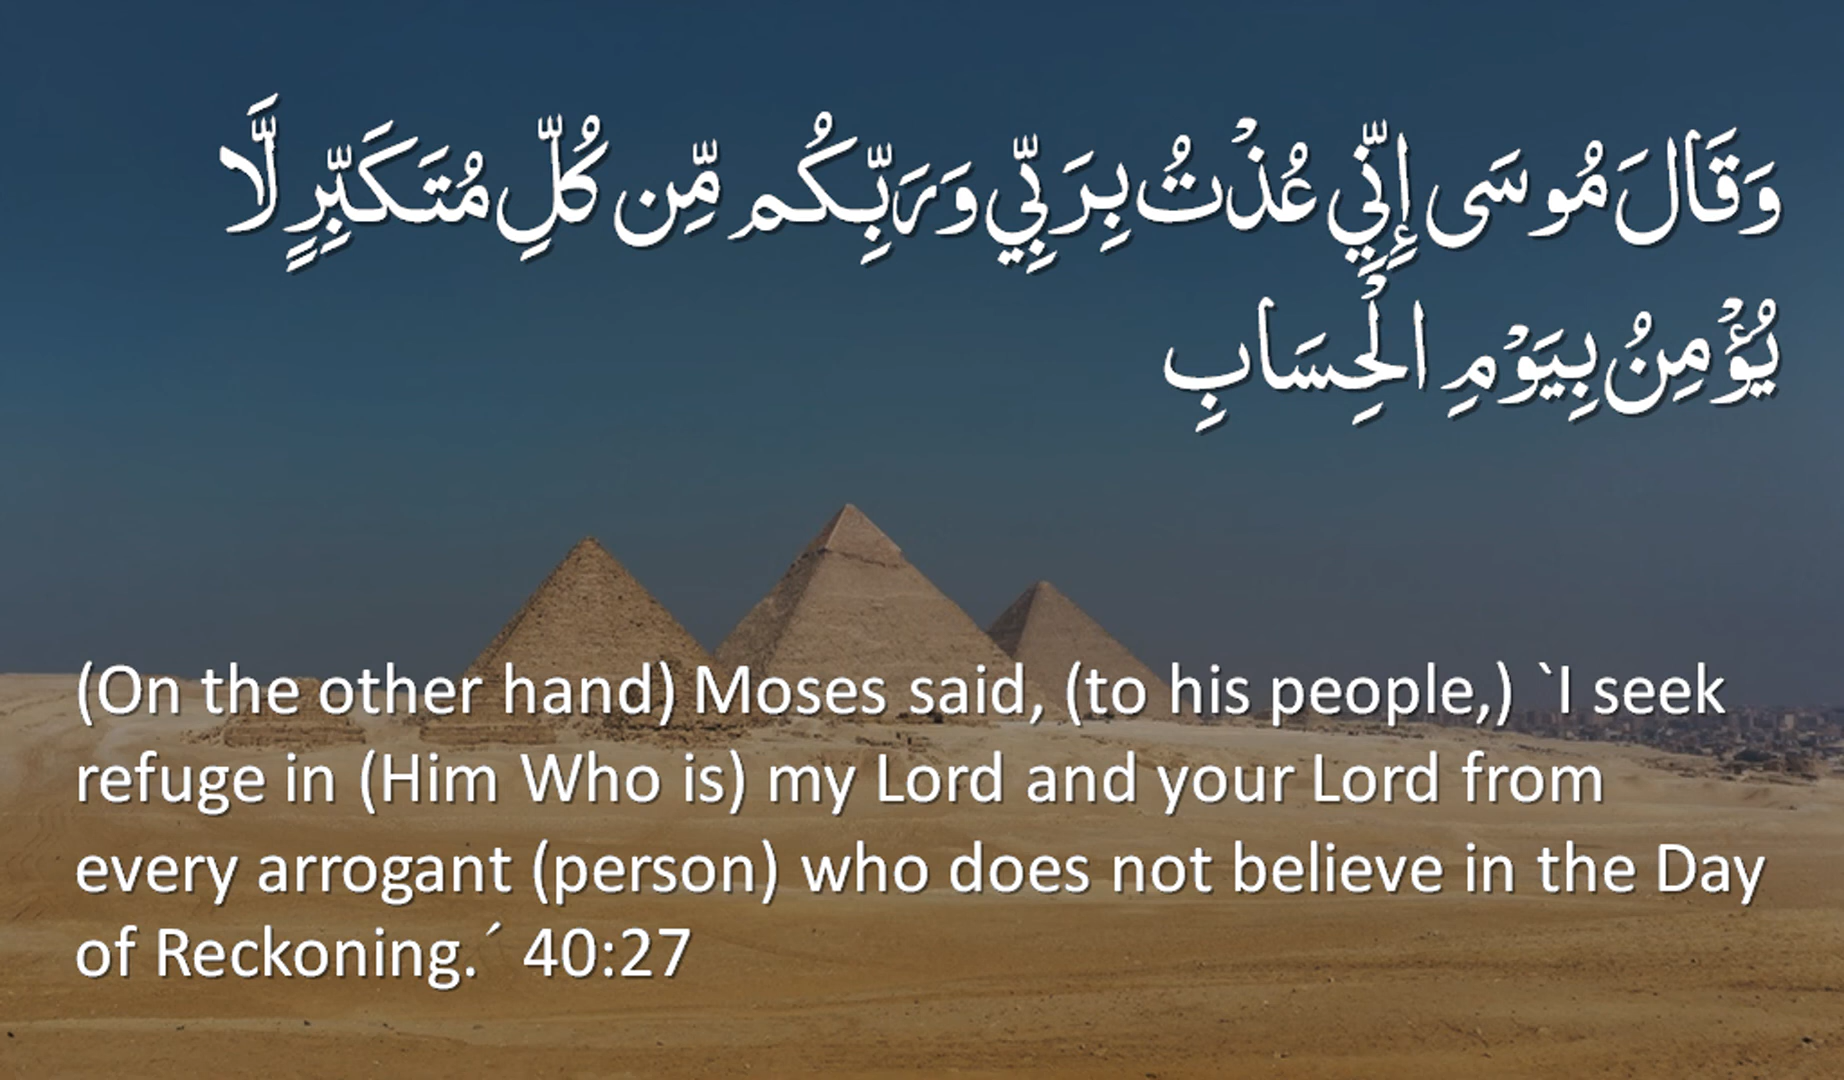 وَقَالَ مُوسَى إِنِّي عُذْتُ بِرَبِّي وَرَبِّكُم مِّن كُلِّ مُتَكَبِّرٍ لَّا
يُؤْمِنُ بِيَوْمِ الْحِسَابِ
(On the other hand) Moses said, (to his people,) `I seek
refuge in (Him Who is) my Lord and your Lord from
every arrogant (person) who does not believe in the Day
of Reckoning.´ 40:27